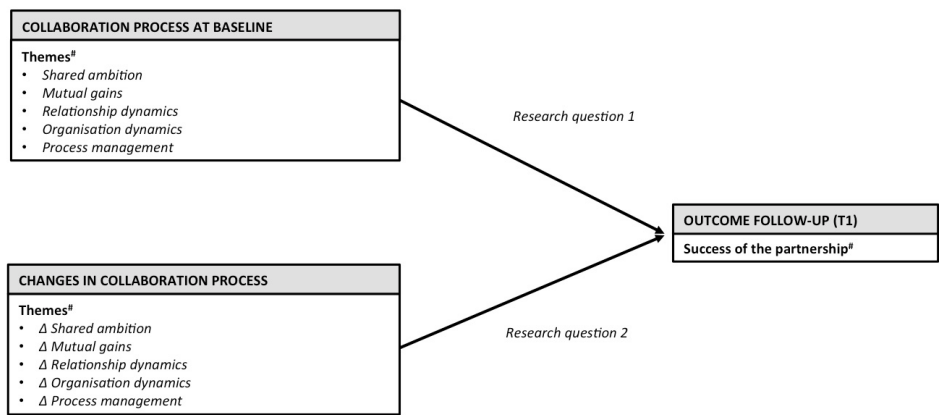 COLLABORATION PROCESS AT BASELINE
Themes#
• Shared ambition
• Mutual gains
• Relationship dynamics
• Organisation dynamics
• Process management
Research question 1
OUTCOME FOLLOW-UP (T1)
Success of the partnership#
CHANGES IN COLLABORATION PROCESS
Themes#
• Δ Shared ambition
• Δ Mutual gains
• Δ Relationship dynamics
• Δ Organisation dynamics
• Δ Process management
Research question 2